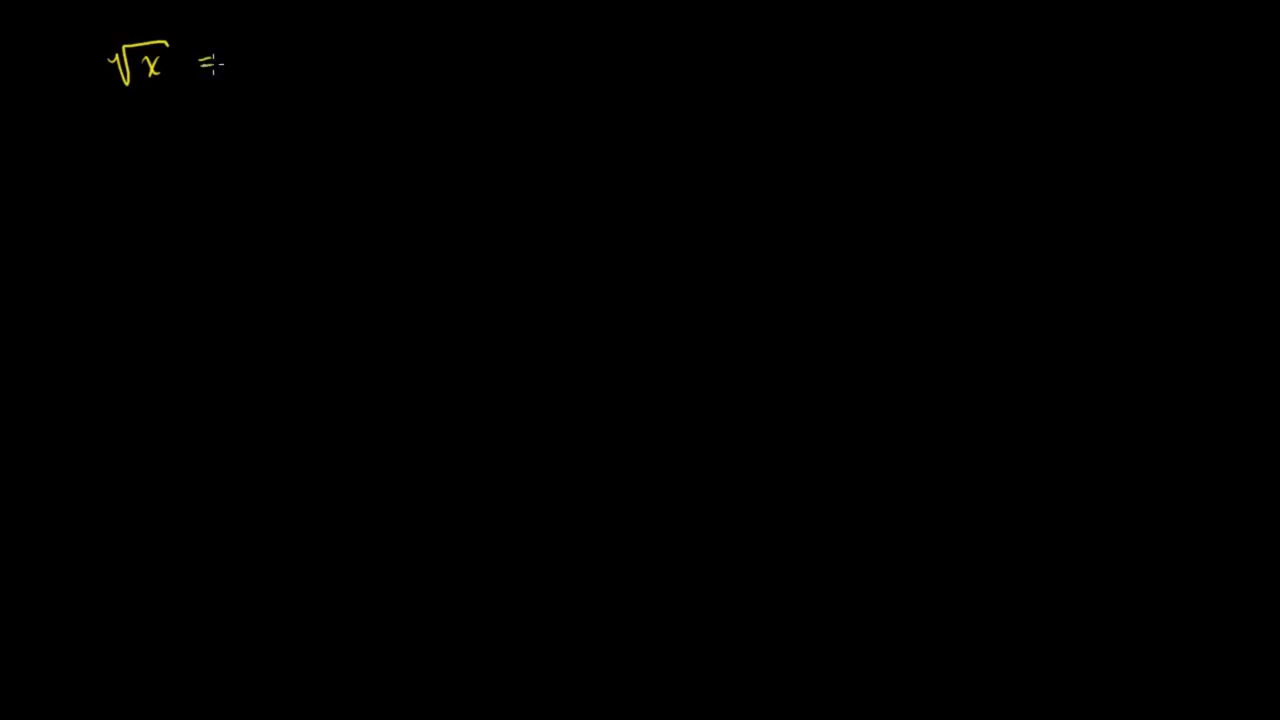 √x =